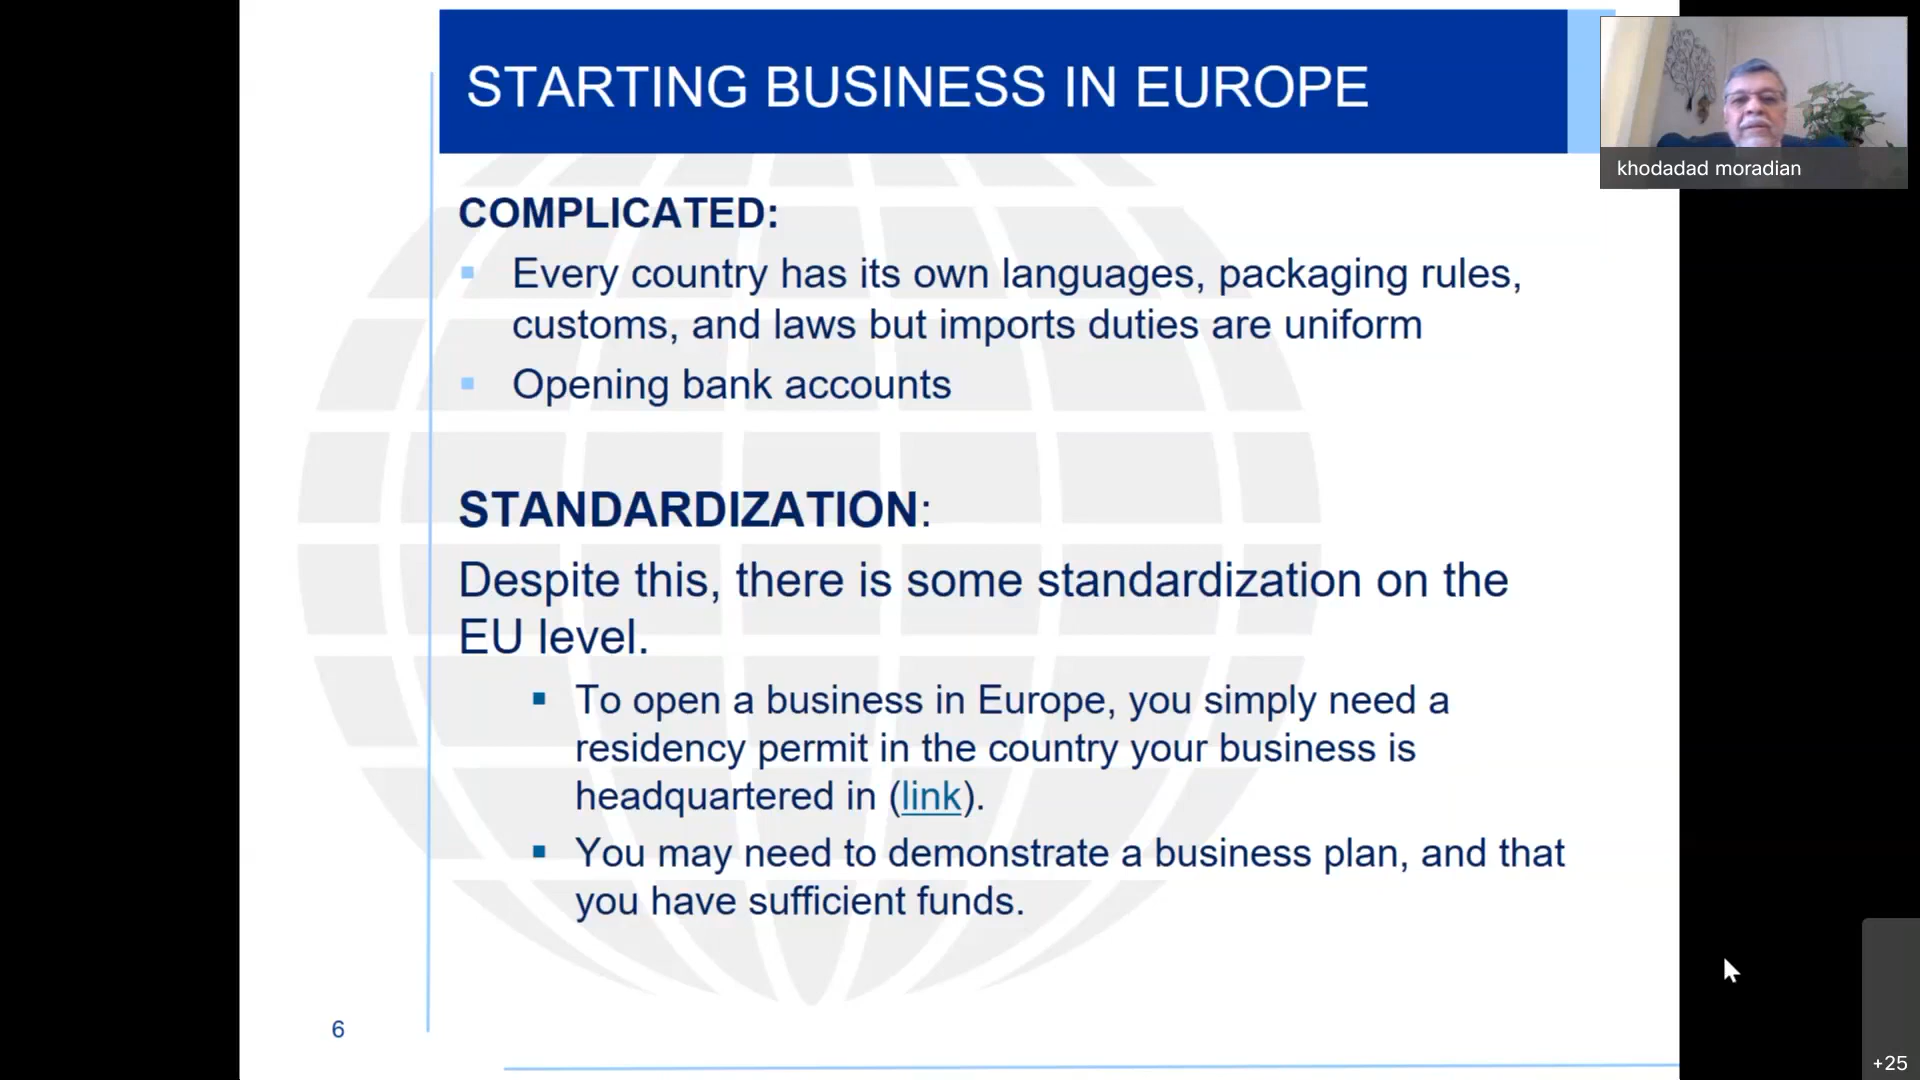 STARTING BUSINESS IN EUROPE
khodadad moradian
COMPLICATED:
Every country has its own languages, packaging rules,
customs, and laws but imports duties are uniform
Opening bank accounts
STANDARDIZATION:
Despite this, there is some standardization on the
EU level.
To open a business in Europe, you simply need a
residency permit in the country your business is
headquartered in (link).
You may need to demonstrate a business plan, and that
you have sufficient funds.
6
+25